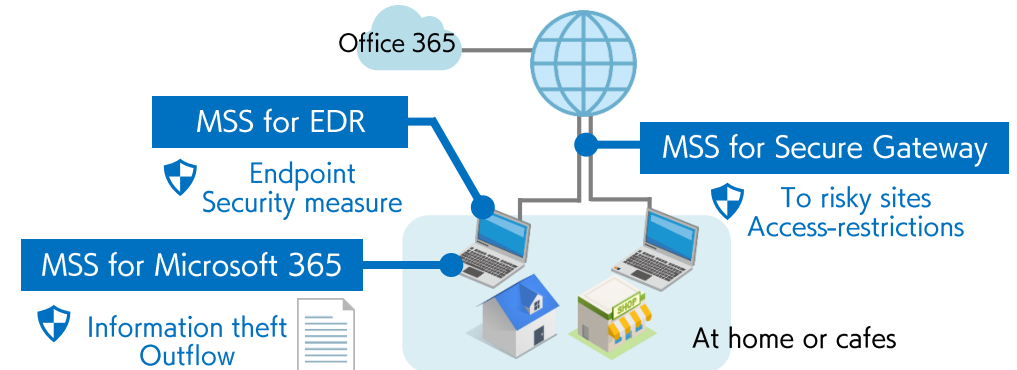 Office 365
MSS for EDR
Endpoint
Security measure
MSS for Secure Gateway
To risky sites
Access-restrictions
MSS for Microsoft 365
Information theft
Outflow
SHOP
At home or cafes